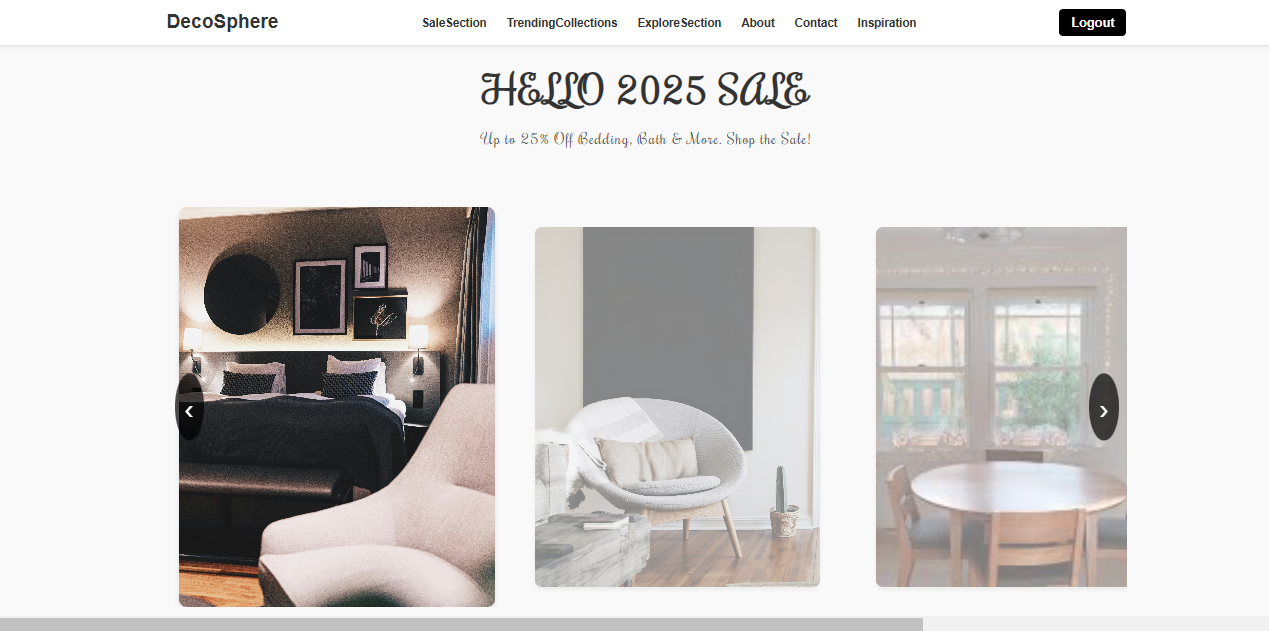 DecoSphere SaleSection TrendingCollections ExploreSection About Contact Inspiration Logout
HELLO 2025 SALE
Up to 25% Off Bedding, Bath & More. Shop the Sale!
‹ ›